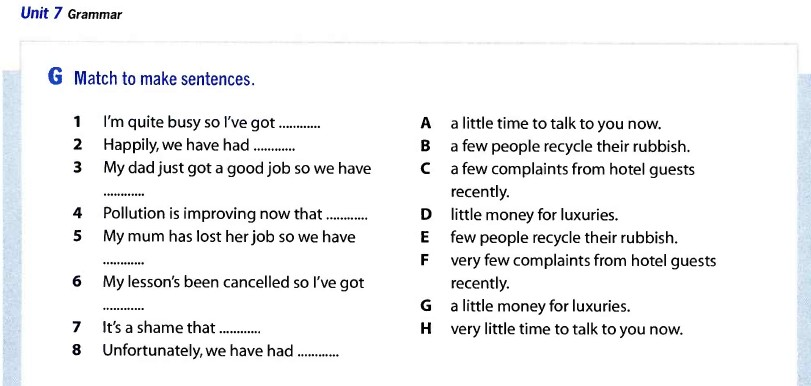 Unit 7 Grammar
G Match to make sentences.
1 I'm quite busy so I've got ............
2 Happily, we have had ............
3 My dad just got a good job so we have
............
4 Pollution is improving now that ............
5 My mum has lost her job so we have
............
6 My lesson's been cancelled so I've got
............
7 It's a shame that ............
8 Unfortunately, we have had ............
A a little time to talk to you now.
B a few people recycle their rubbish.
C a few complaints from hotel guests
recently.
D little money for luxuries.
E few people recycle their rubbish.
F very few complaints from hotel guests
recently.
G a little money for luxuries.
H very little time to talk to you now.